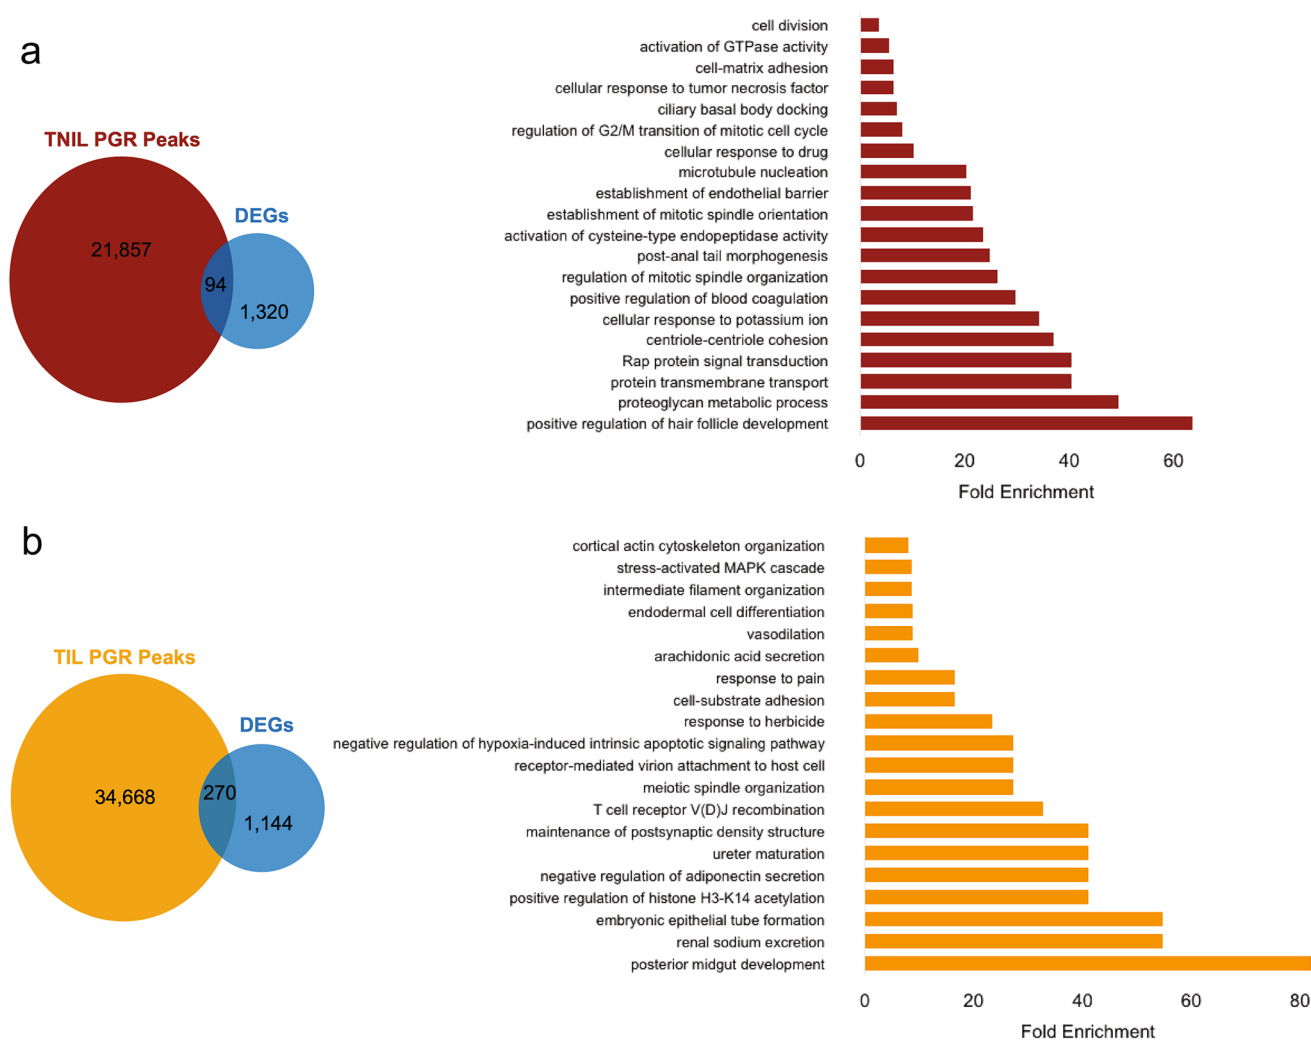 a
TNIL PGR Peaks
DEGs
21,857
94
1,320
cell division
activation of GTPase activity
cell-matrix adhesion
cellular response to tumor necrosis factor
ciliary basal body docking
regulation of G2/M transition of mitotic cell cycle
cellular response to drug
microtubule nucleation
establishment of endothelial barrier
establishment of mitotic spindle orientation
activation of cysteine-type endopeptidase activity
post-anal tail morphogenesis
regulation of mitotic spindle organization
positive regulation of blood coagulation
cellular response to potassium ion
centriole-centriole cohesion
Rap protein signal transduction
protein transmembrane transport
proteoglycan metabolic process
positive regulation of hair follicle development
0 20 40 60
Fold Enrichment
b
TIL PGR Peaks
DEGs
34,668
270
1,144
cortical actin cytoskeleton organization
stress-activated MAPK cascade
intermediate filament organization
endodermal cell differentiation
vasodilation
arachidonic acid secretion
response to pain
cell-substrate adhesion
response to herbicide
negative regulation of hypoxia-induced intrinsic apoptotic signaling pathway
receptor-mediated virion attachment to host cell
meiotic spindle organization
T cell receptor V(D)J recombination
maintenance of postsynaptic density structure
ureter maturation
negative regulation of adiponectin secretion
positive regulation of histone H3-K14 acetylation
embryonic epithelial tube formation
renal sodium excretion
posterior midgut development
0 20 40 60 80
Fold Enrichment